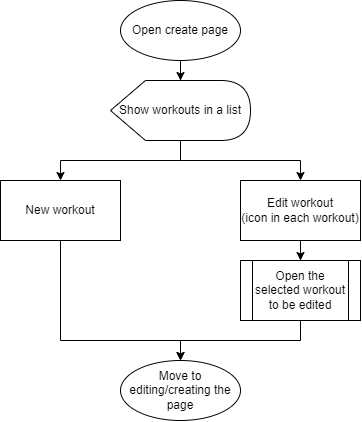 Open create page
Show workouts in a list
New workout
Edit workout
(icon in each workout)
Open the
selected workout
to be edited
Move to
editing/creating the
page